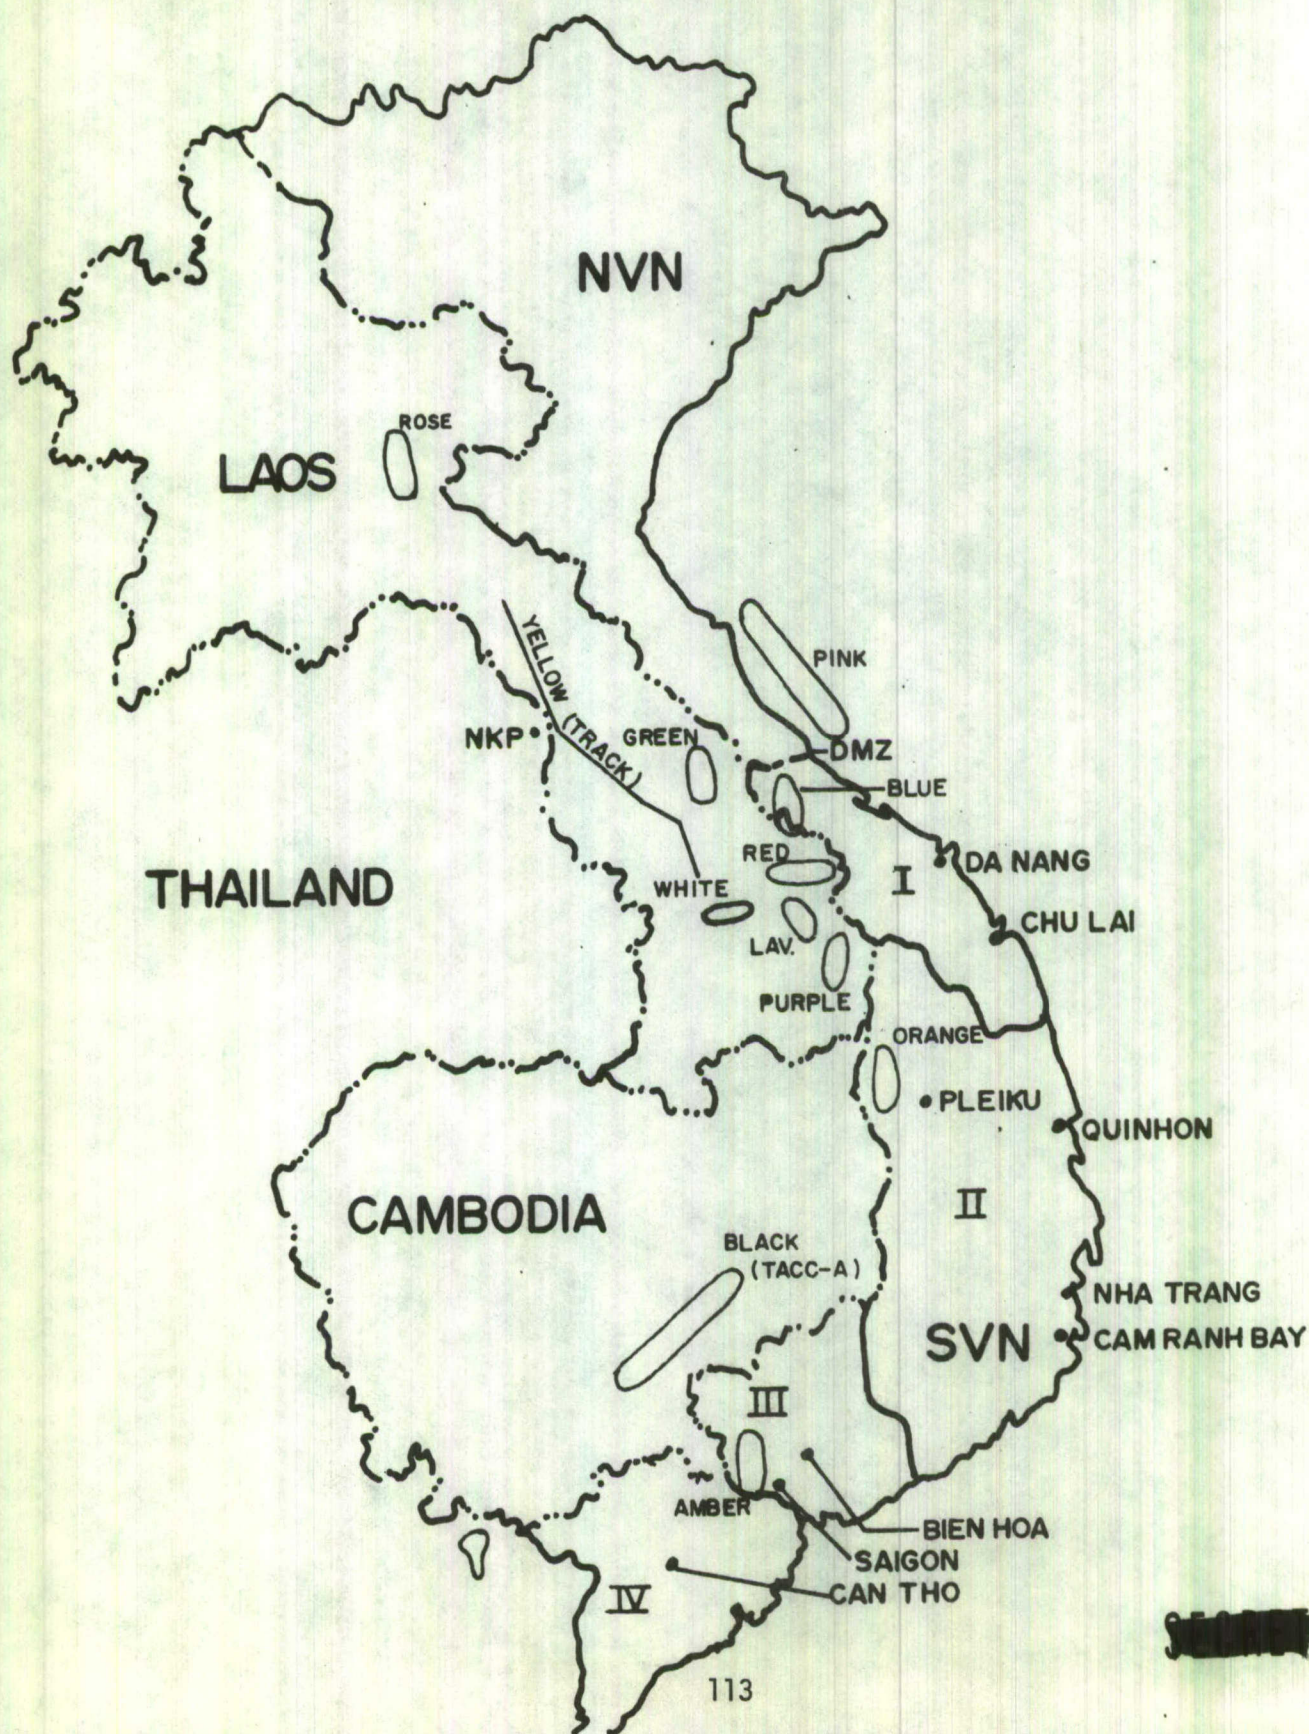 NVN
ROSE
LAOS
YELLOW (TRACK)
PINK
NKP
GREEN
DMZ
BLUE
RED
DA NANG
THAILAND
WHITE
I
CHU LAI
LAV.
PURPLE
ORANGE
PLEIKU
QUINHON
CAMBODIA
II
BLACK
(TACC-A)
NHA TRANG
SVN
CAM RANH BAY
III
AMBER
BIEN HOA
SAIGON
CAN THO
IV
113